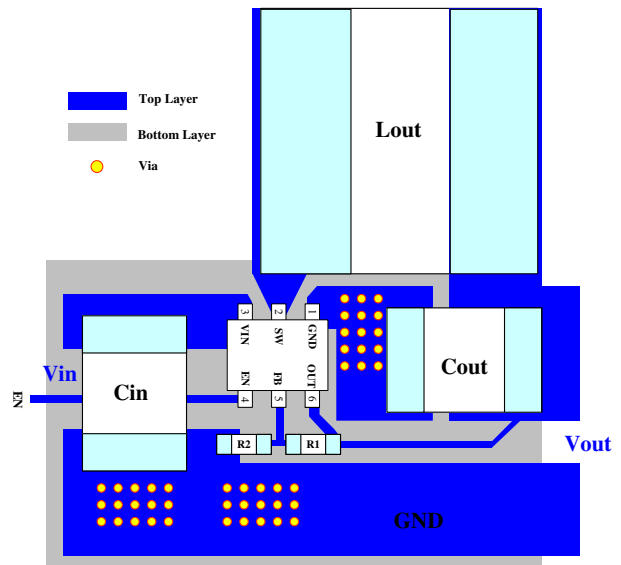 Top Layer
Bottom Layer
Via
Lout
3 2 1
VIN SW GND
EN FB OUT
4 5 6
Vin
EN
Cin
Cout
R2
R1
Vout
GND